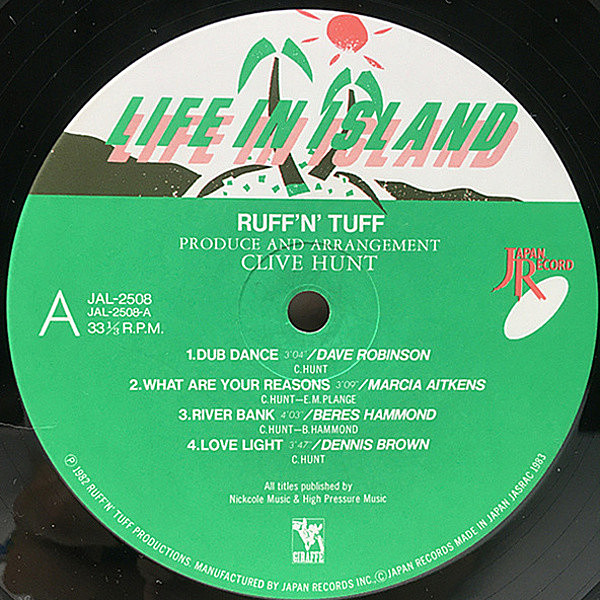 LIFE IN ISLAND
RUFF'N' TUFF
PRODUCE AND ARRANGEMENT
CLIVE HUNT
JAPAN
RECORD
A
JAL-2508
JAL-2508-A
33 1/3 R.P.M.
1.DUB DANCE 3'04"/DAVE ROBINSON
C.HUNT
2.WHAT ARE YOUR REASONS 3'09"/MARCIA AITKENS
C.HUNT—E.M.PLANGE
3.RIVER BANK 4'03"/BERES HAMMOND
C.HUNT—B.HAMMOND
4.LOVE LIGHT 3'47"/DENNIS BROWN
C.HUNT
All titles published by
Nickcole Music & High Pressure Music
GIRAFFE
Ⓟ1982 RUFF'N' TUFF PRODUCTIONS. MANUFACTURED BY JAPAN RECORDS INC. ©JAPAN RECORDS MADE IN JAPAN JASRAC 1983